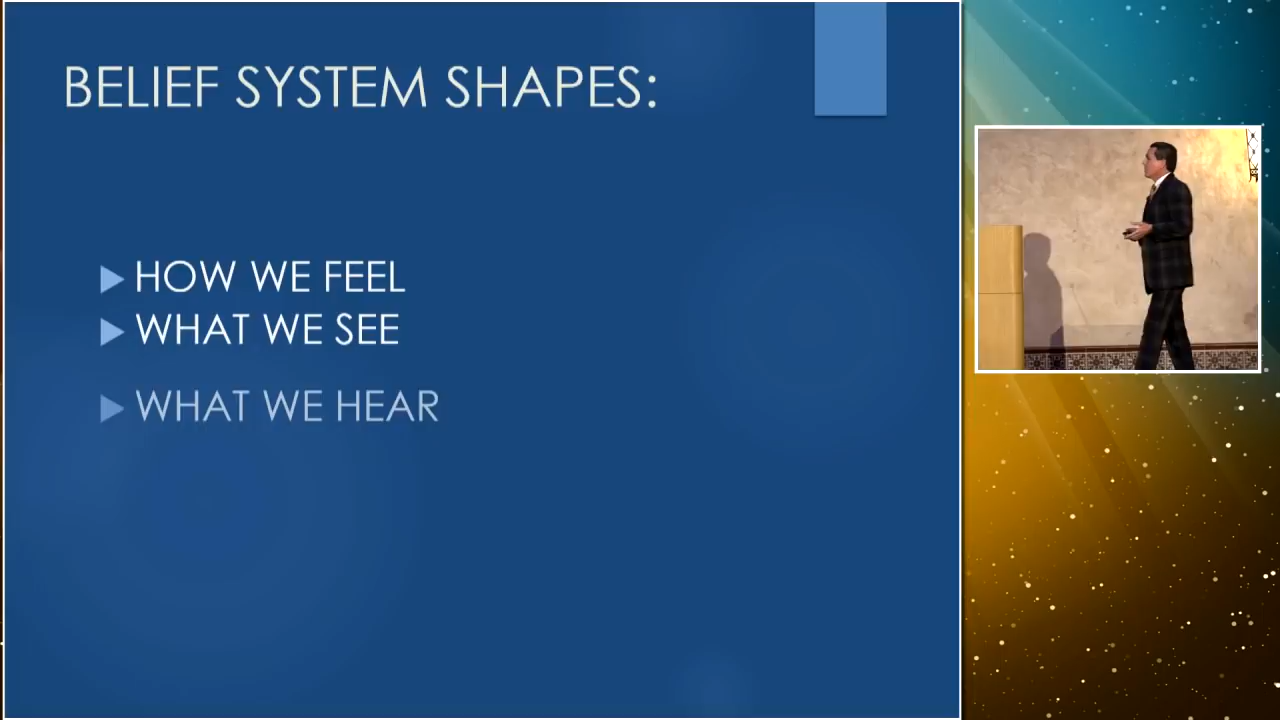 BELIEF SYSTEM SHAPES:
HOW WE FEEL
WHAT WE SEE
WHAT WE HEAR